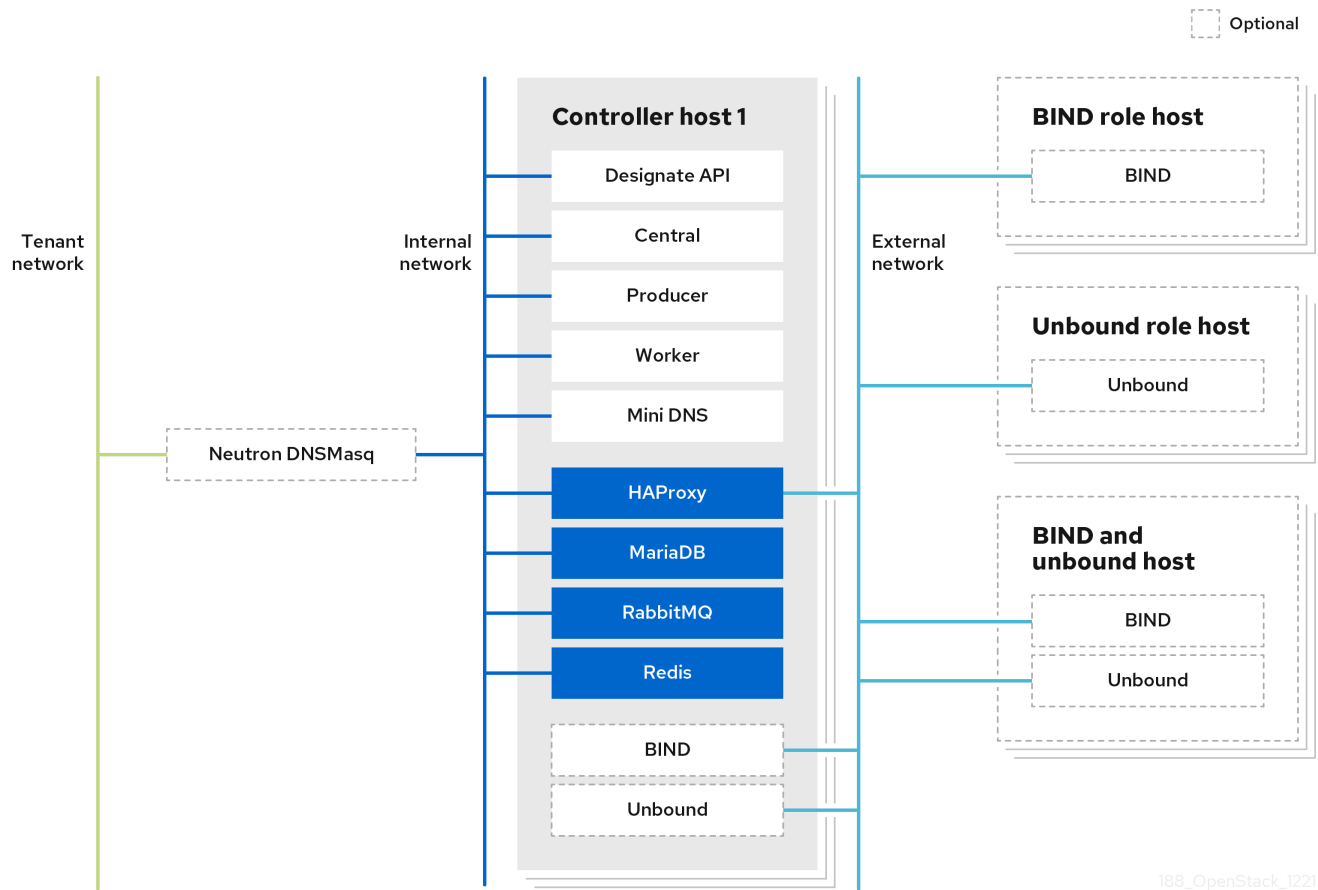 Optional
Tenant
network
Internal
network
Controller host 1
Designate API
Central
Producer
Worker
Mini DNS
Neutron DNSMasq
HAProxy
MariaDB
RabbitMQ
Redis
BIND
Unbound
External
network
BIND role host
BIND
Unbound role host
Unbound
BIND and
unbound host
BIND
Unbound
188_OpenStack_1221